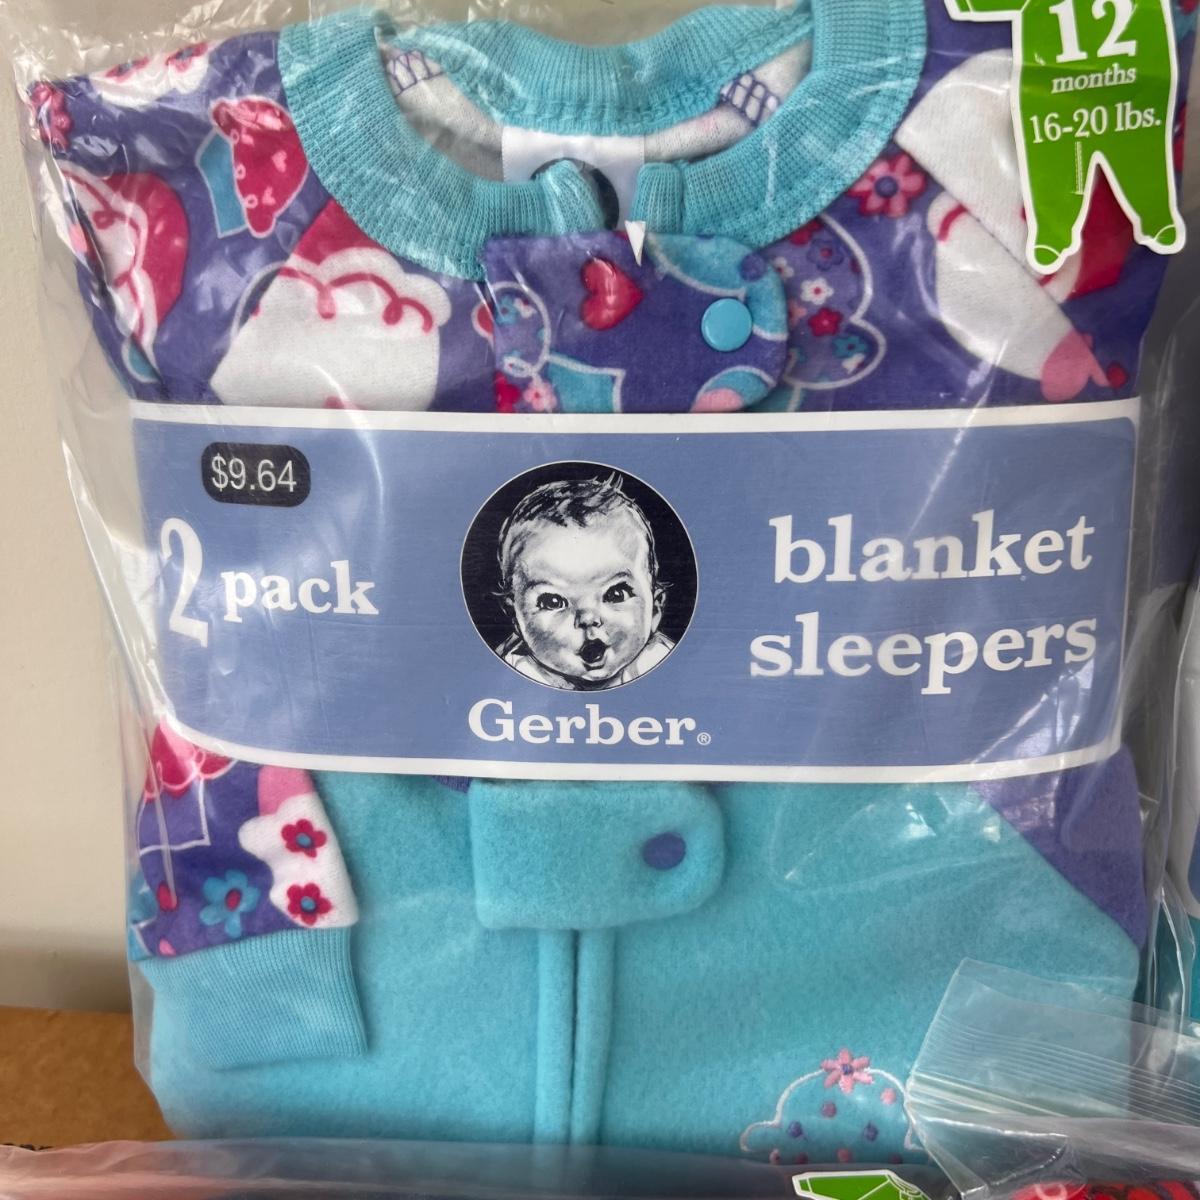 12
months
16-20 lbs.
$9.64
2 pack
blanket
sleepers
Gerber®